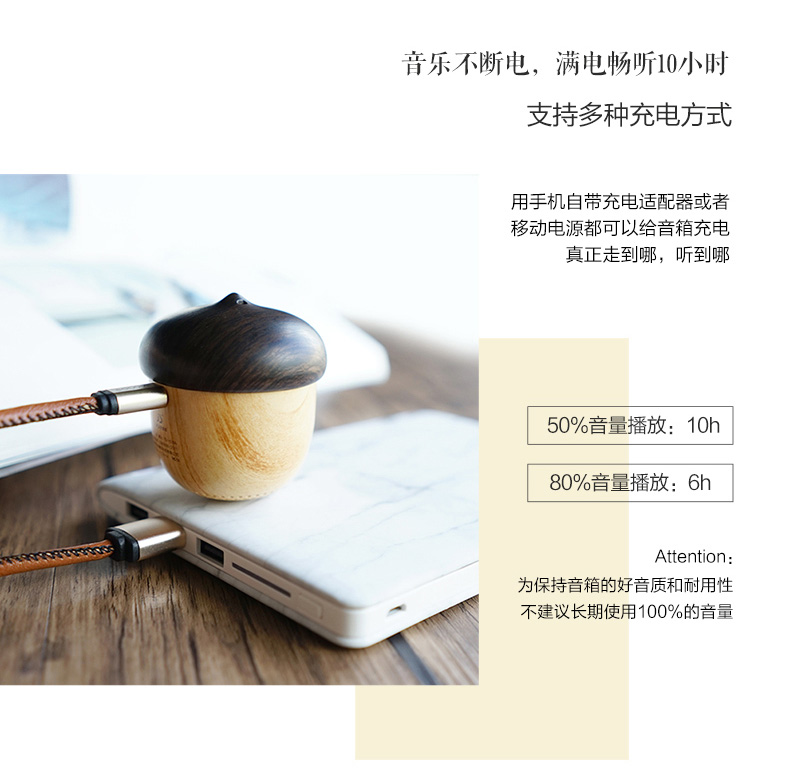 音乐不断电，满电畅听10小时
支持多种充电方式
用手机自带充电适配器或者
移动电源都可以给音箱充电
真正走到哪，听到哪
50%音量播放：10h
80%音量播放：6h
Attention：
为保持音箱的好音质和耐用性
不建议长期使用100%的音量